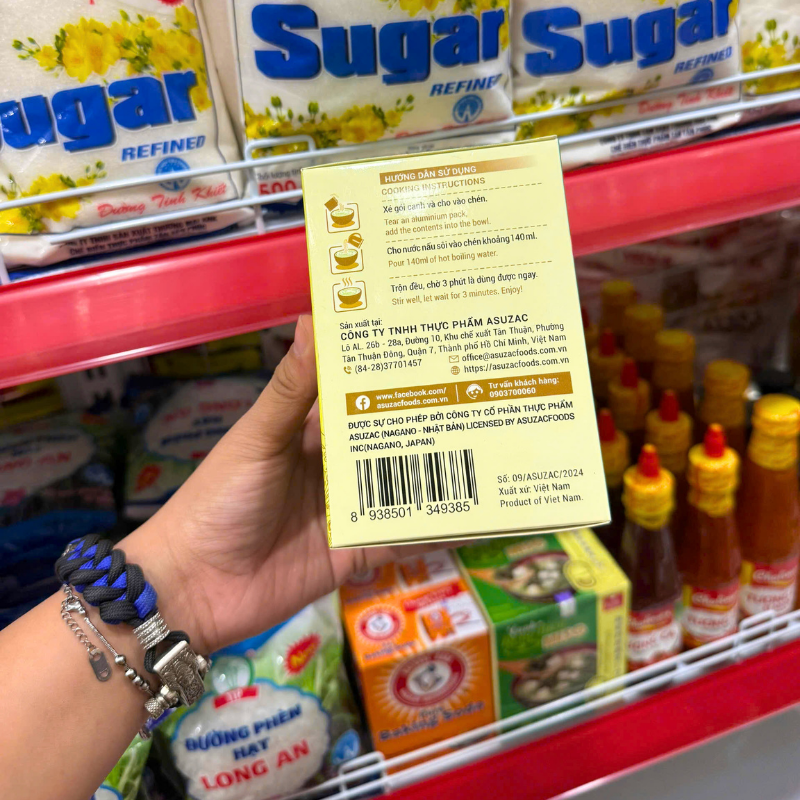 Sugar
REFINED
Đường Tinh Khiết
Sugar
REFINED
500
Sugar
REFINED
Đường Tinh Khiết
HƯỚNG DẪN SỬ DỤNG
COOKING INSTRUCTIONS
Xé gói canh và cho vào chén.
Tear an aluminium pack,
add the contents into the bowl.
Cho nước nấu sôi vào chén khoảng 140 ml.
Pour 140ml of hot boiling water.
Trộn đều, chờ 3 phút là dùng được ngay.
Stir well, let wait for 3 minutes. Enjoy!
Sản xuất tại:
CÔNG TY TNHH THỰC PHẨM ASUZAC
Lô AL. 26b - 28a, Đường 10, Khu chế xuất Tân Thuận, Phường
Tân Thuận Đông, Quận 7, Thành phố Hồ Chí Minh, Việt Nam
(84-28)37701457
office@asuzacfoods.com.vn
https://asuzacfoods.com.vn
www.facebook.com/
asuzacfoods.com.vn
Tư vấn khách hàng:
0903700060
ĐƯỢC SỰ CHO PHÉP BỞI CÔNG TY CỔ PHẦN THỰC PHẨM
ASUZAC (NAGANO - NHẬT BẢN) LICENSED BY ASUZACFOODS
INC(NAGANO, JAPAN)
8 938501 349385
Số: 09/ASUZAC/2024
Xuất xứ: Việt Nam
Product of Viet Nam.
Baking Soda
ĐƯỜNG PHÈN
HẠT
LONG AN